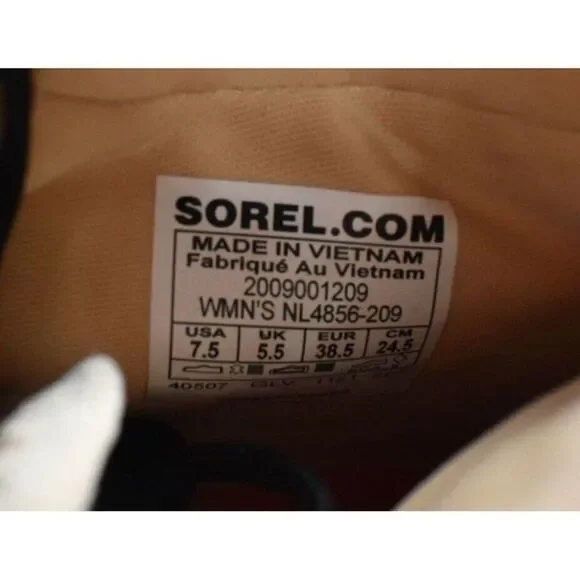 SOREL.COM
MADE IN VIETNAM
Fabriqué Au Vietnam
2009001209
WMN'S NL4856-209
USA UK EUR CM
7.5 5.5 38.5 24.5
40507